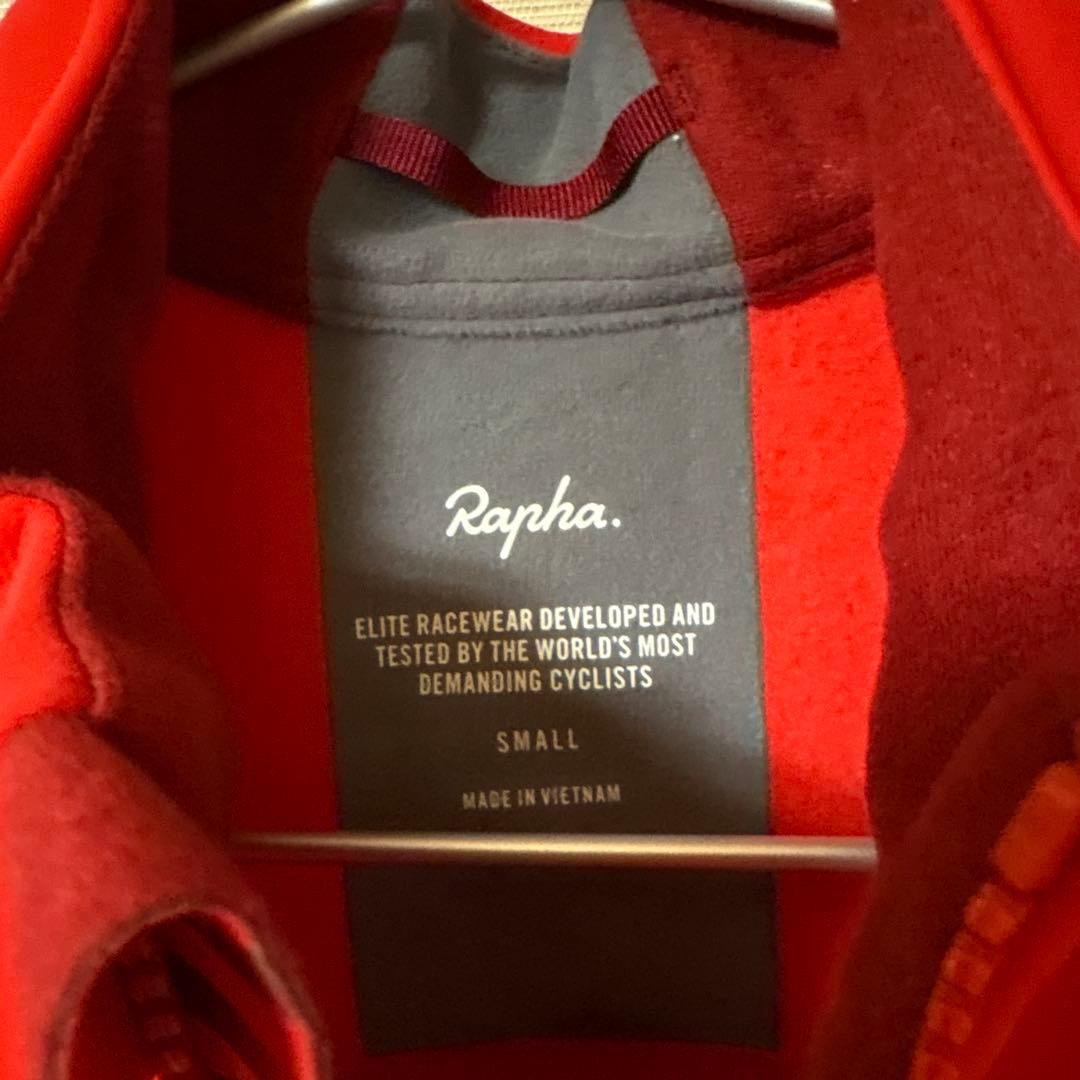 Rapha.
ELITE RACEWEAR DEVELOPED AND
TESTED BY THE WORLD'S MOST
DEMANDING CYCLISTS
SMALL
MADE IN VIETNAM